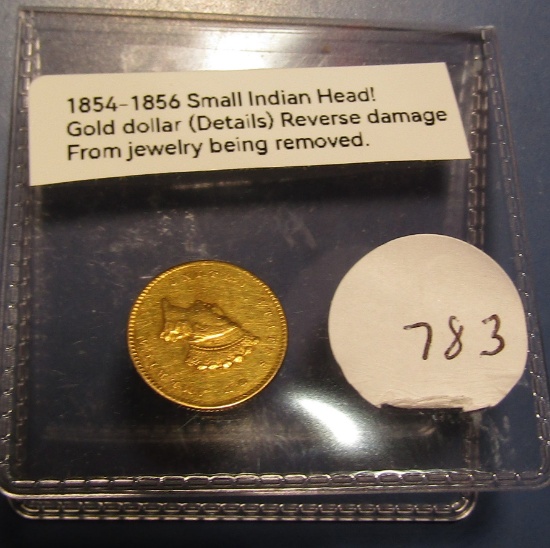 1854-1856 Small Indian Head!
Gold dollar (Details) Reverse damage
From jewelry being removed.
783